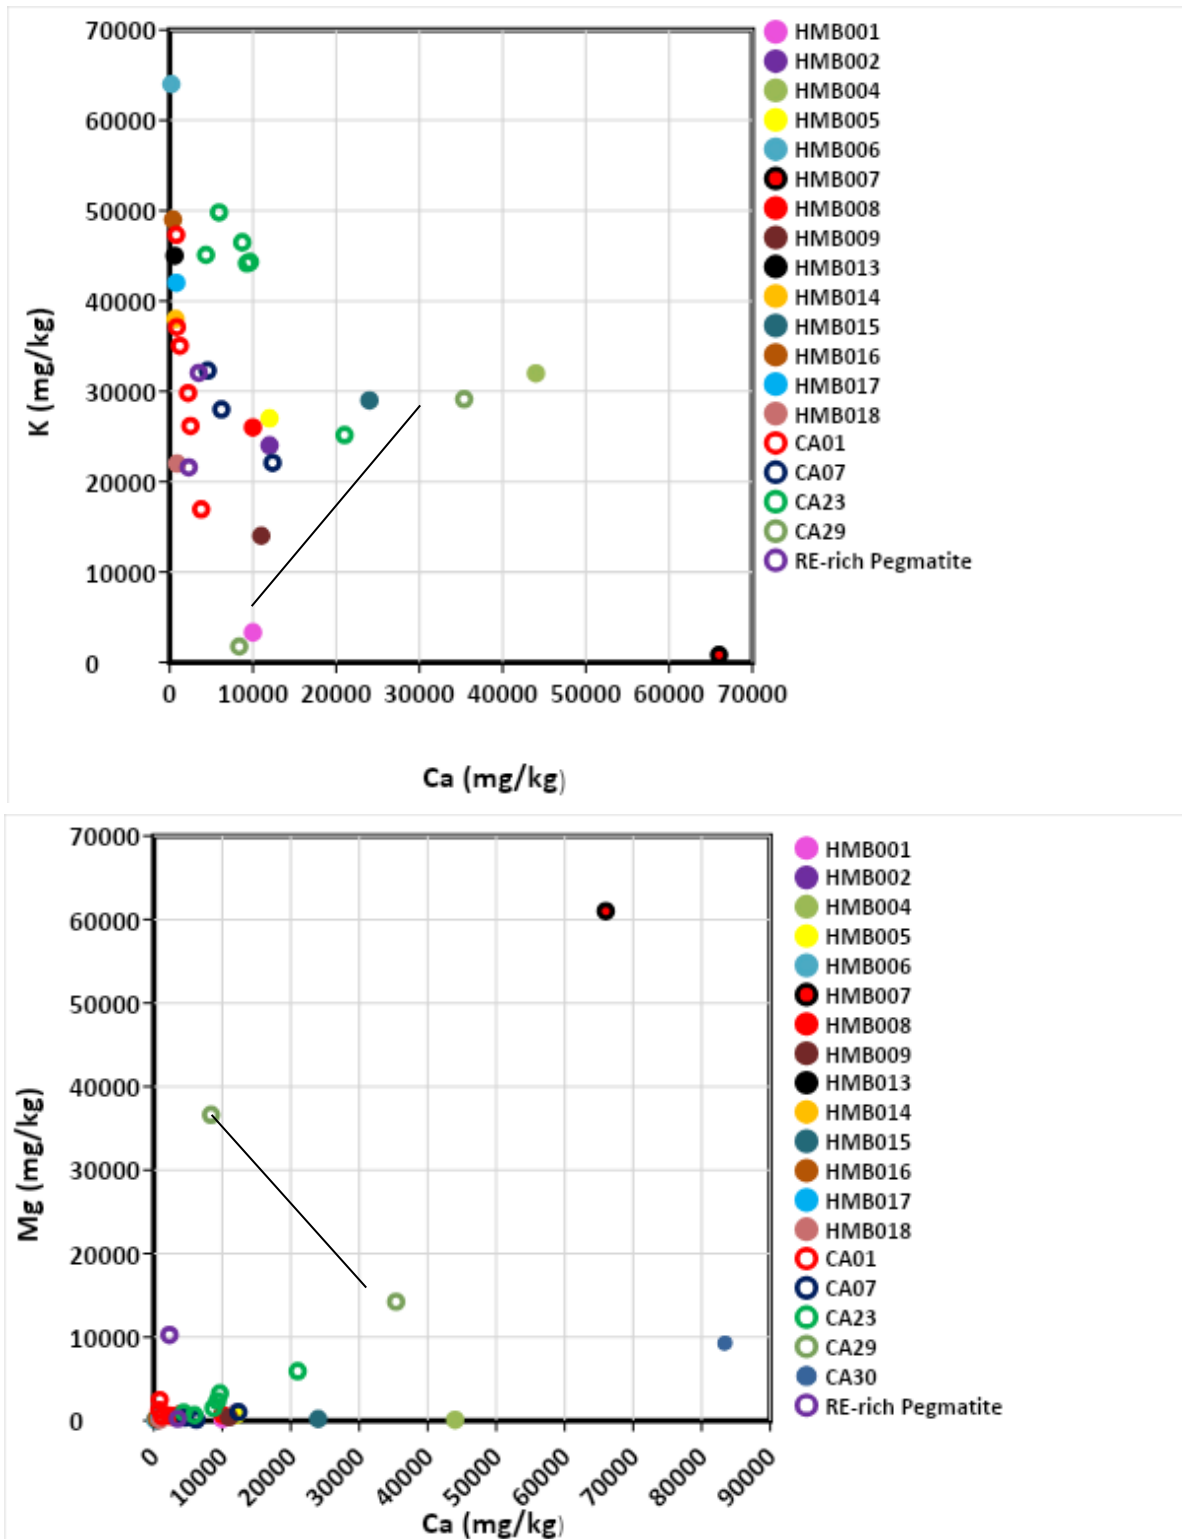 70000
60000
50000
40000
30000
20000
10000
0
K (mg/kg)
0 10000 20000 30000 40000 50000 60000 70000
Ca (mg/kg)
HMB001
HMB002
HMB004
HMB005
HMB006
HMB007
HMB008
HMB009
HMB013
HMB014
HMB015
HMB016
HMB017
HMB018
CA01
CA07
CA23
CA29
RE-rich Pegmatite
70000
60000
50000
40000
30000
20000
10000
0
Mg (mg/kg)
0 10000 20000 30000 40000 50000 60000 70000 80000 90000
Ca (mg/kg)
HMB001
HMB002
HMB004
HMB005
HMB006
HMB007
HMB008
HMB009
HMB013
HMB014
HMB015
HMB016
HMB017
HMB018
CA01
CA07
CA23
CA29
CA30
RE-rich Pegmatite